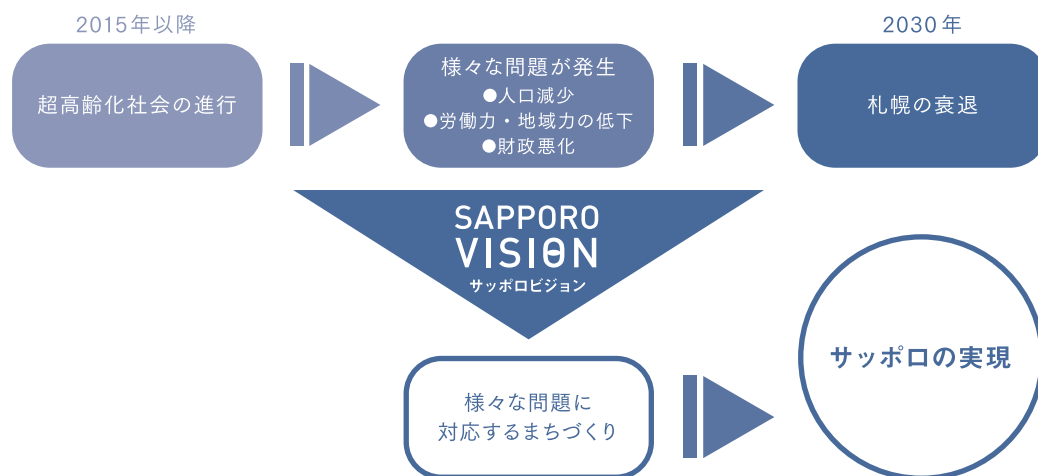 2015年以降
超高齢化社会の進行
様々な問題が発生
●人口減少
●労働力・地域力の低下
●財政悪化
2030年
札幌の衰退
SAPPORO
VISION
サッポロビジョン
様々な問題に
対応するまちづくり
サッポロの実現